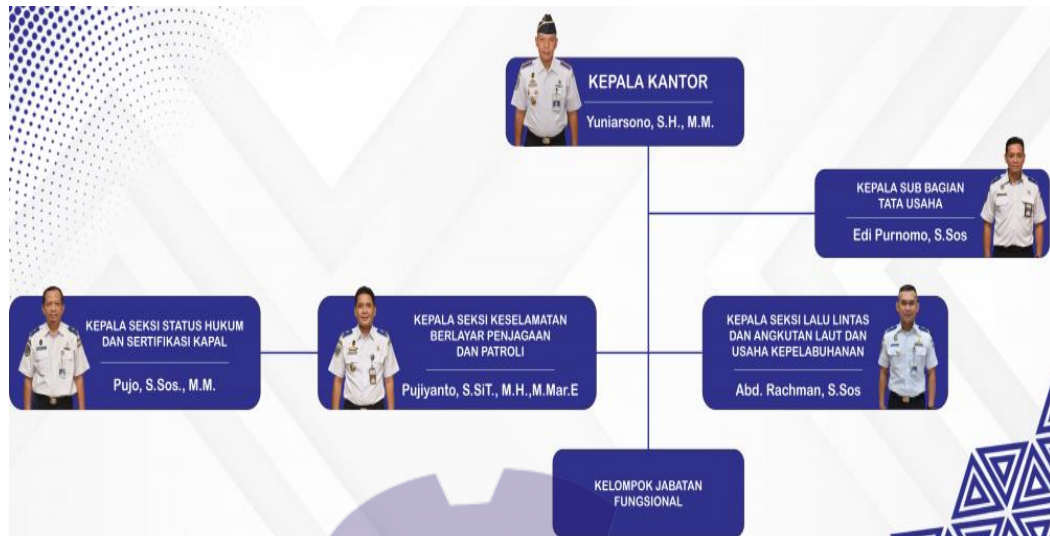 KEPALA KANTOR
Yuniarsono, S.H., M.M.
KEPALA SUB BAGIAN
TATA USAHA
Edi Purnomo, S.Sos
KEPALA SEKSI STATUS HUKUM
DAN SERTIFIKASI KAPAL
Pujo, S.Sos., M.M.
KEPALA SEKSI KESELAMATAN
BERLAYAR PENJAGAAN
DAN PATROLI
Pujiyanto, S.SiT., M.H.,M.Mar.E
KEPALA SEKSI LALU LINTAS
DAN ANGKUTAN LAUT DAN
USAHA KEPELABUHANAN
Abd. Rachman, S.Sos
KELOMPOK JABATAN
FUNGSIONAL